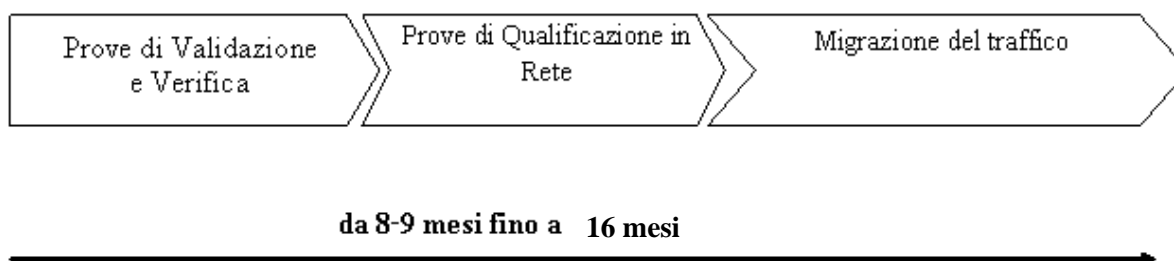 Prove di Validazione
e Verifica
Prove di Qualificazione in
Rete
Migrazione del traffico
da 8-9 mesi fino a 16 mesi